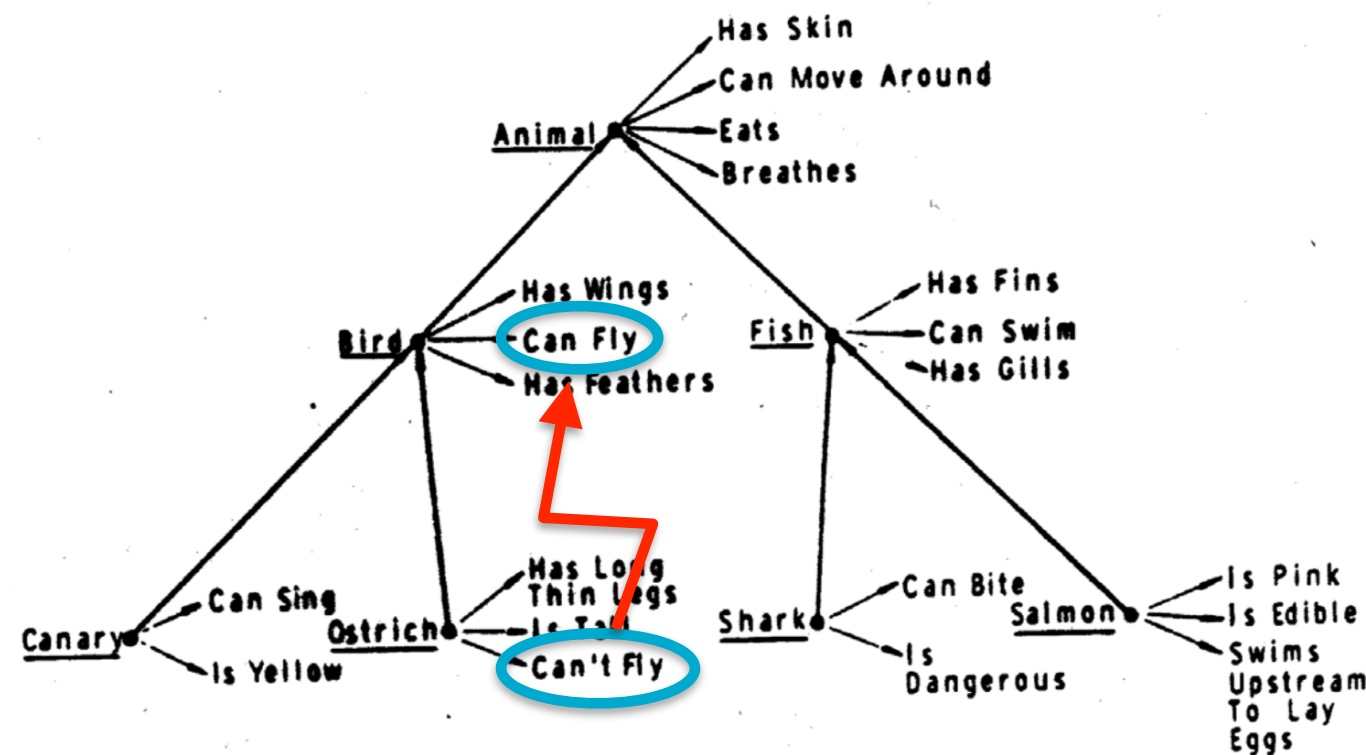 Has Skin
Can Move Around
Animal
Eats
Breathes
Has Wings
Bird
Can Fly
Has Feathers
Has Fins
Fish
Can Swim
Has Gills
Canary
Can Sing
Is Yellow
Ostrich
Has Long
Thin Legs
Is Tall
Can't Fly
Shark
Can Bite
Is
Dangerous
Salmon
Is Pink
Is Edible
Swims
Upstream
To Lay
Eggs